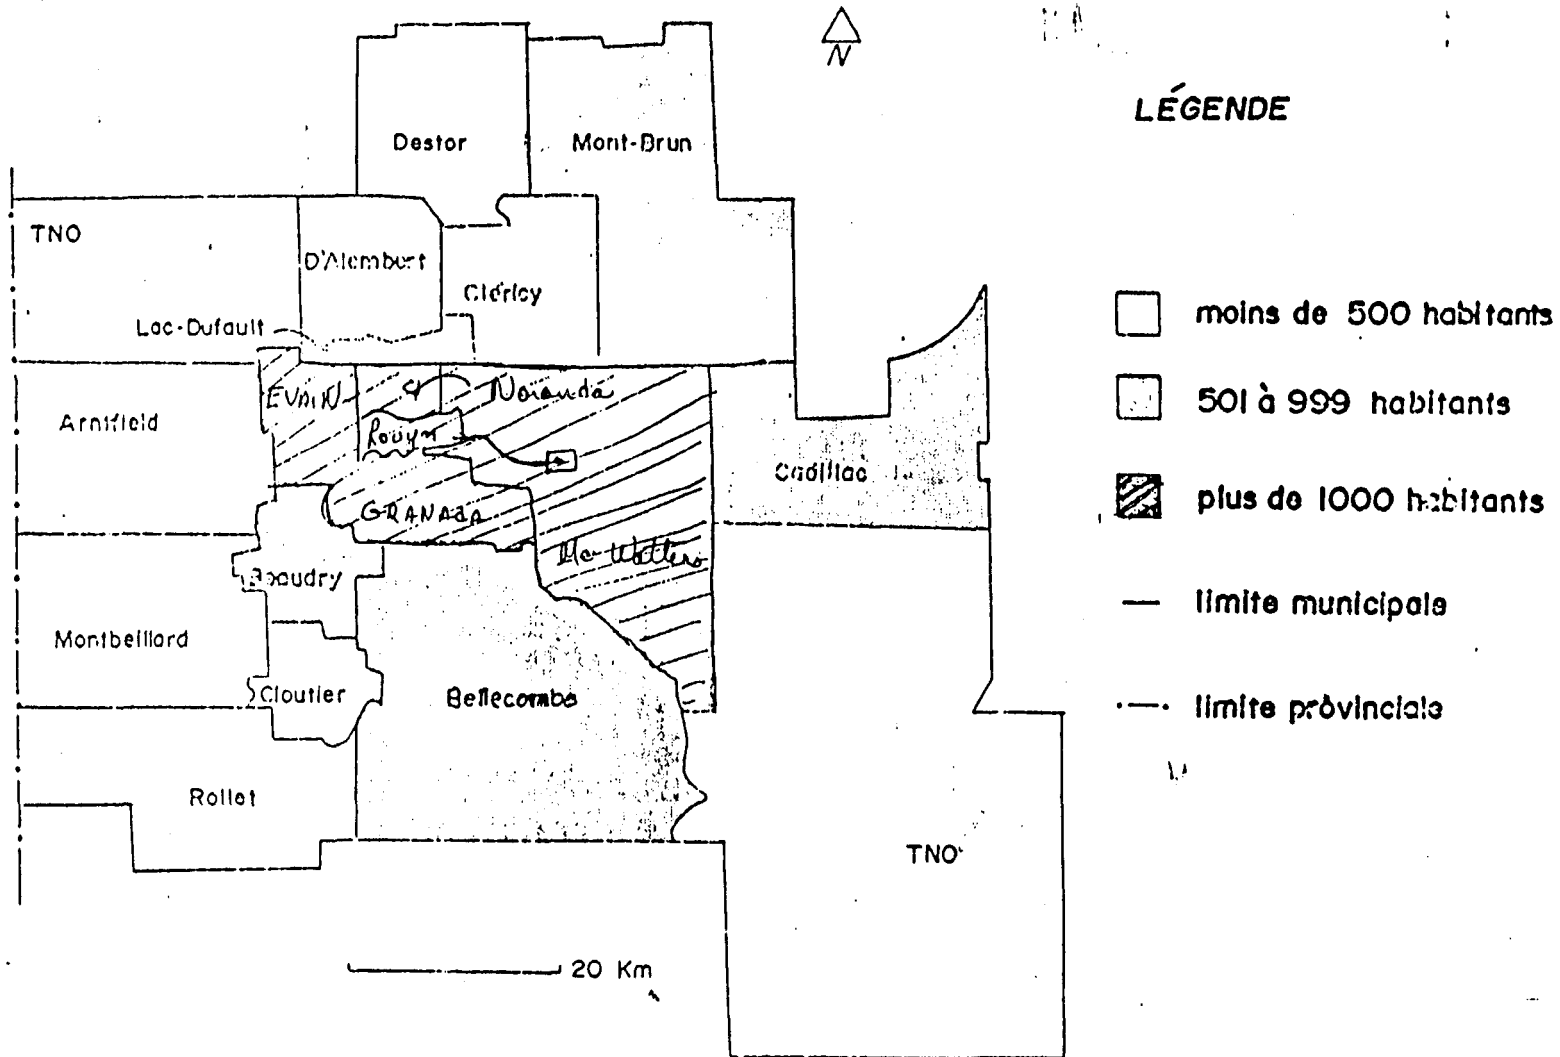 N
LÉGENDE
Destor
Mont-Brun
TNO
D'Alembert
Cléricy
Lac-Dufault
moins de 500 habitants
EVAIN
Noranda
501 à 999 habitants
Arntfield
Rouyn
Cadillac
plus de 1000 habitants
GRANADA
Mc Watters
Beaudry
limite municipale
Montbeillard
Cloutier
Bellecombe
limite provinciale
Rollet
TNO
20 Km